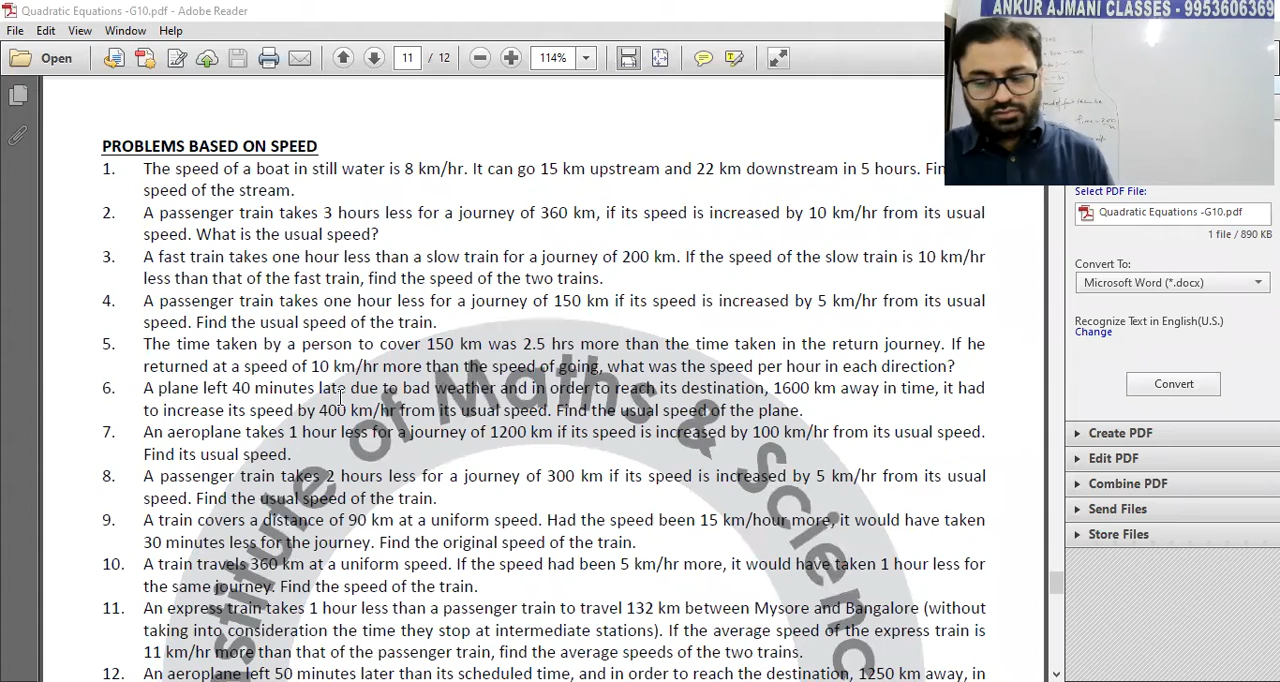 Quadratic Equations -G10.pdf - Adobe Reader
ANKUR AJMANI CLASSES - 9953606369
File Edit View Window Help
Open 11 / 12 114%
PROBLEMS BASED ON SPEED
1. The speed of a boat in still water is 8 km/hr. It can go 15 km upstream and 22 km downstream in 5 hours.
speed of the stream.
2. A passenger train takes 3 hours less for a journey of 360 km, if its speed is increased by 10 km/hr from its usual
speed. What is the usual speed?
3. A fast train takes one hour less than a slow train for a journey of 200 km. If the speed of the slow train is 10 km/hr
less than that of the fast train, find the speed of the two trains.
4. A passenger train takes one hour less for a journey of 150 km if its speed is increased by 5 km/hr from its usual
speed. Find the usual speed of the train.
5. The time taken by a person to cover 150 km was 2.5 hrs more than the time taken in the return journey. If he
returned at a speed of 10 km/hr more than the speed of going, what was the speed per hour in each direction?
6. A plane left 40 minutes late due to bad weather and in order to reach its destination, 1600 km away in time, it had
to increase its speed by 400 km/hr from its usual speed. Find the usual speed of the plane.
7. An aeroplane takes 1 hour less for a journey of 1200 km if its speed is increased by 100 km/hr from its usual speed.
Find its usual speed.
8. A passenger train takes 2 hours less for a journey of 300 km if its speed is increased by 5 km/hr from its usual
speed. Find the usual speed of the train.
9. A train covers a distance of 90 km at a uniform speed. Had the speed been 15 km/hour more, it would have taken
30 minutes less for the journey. Find the original speed of the train.
10. A train travels 360 km at a uniform speed. If the speed had been 5 km/hr more, it would have taken 1 hour less for
the same journey. Find the speed of the train.
11. An express train takes 1 hour less than a passenger train to travel 132 km between Mysore and Bangalore (without
taking into consideration the time they stop at intermediate stations). If the average speed of the express train is
11 km/hr more than that of the passenger train, find the average speeds of the two trains.
12. An aeroplane left 50 minutes later than its scheduled time, and in order to reach the destination, 1250 km away, in
Institute of Maths & Scienc
Select PDF File:
Quadratic Equations -G10.pdf
1 file / 890 KB
Convert To:
Microsoft Word (*.docx)
Recognize Text in English(U.S.)
Change
Convert
Create PDF
Edit PDF
Combine PDF
Send Files
Store Files